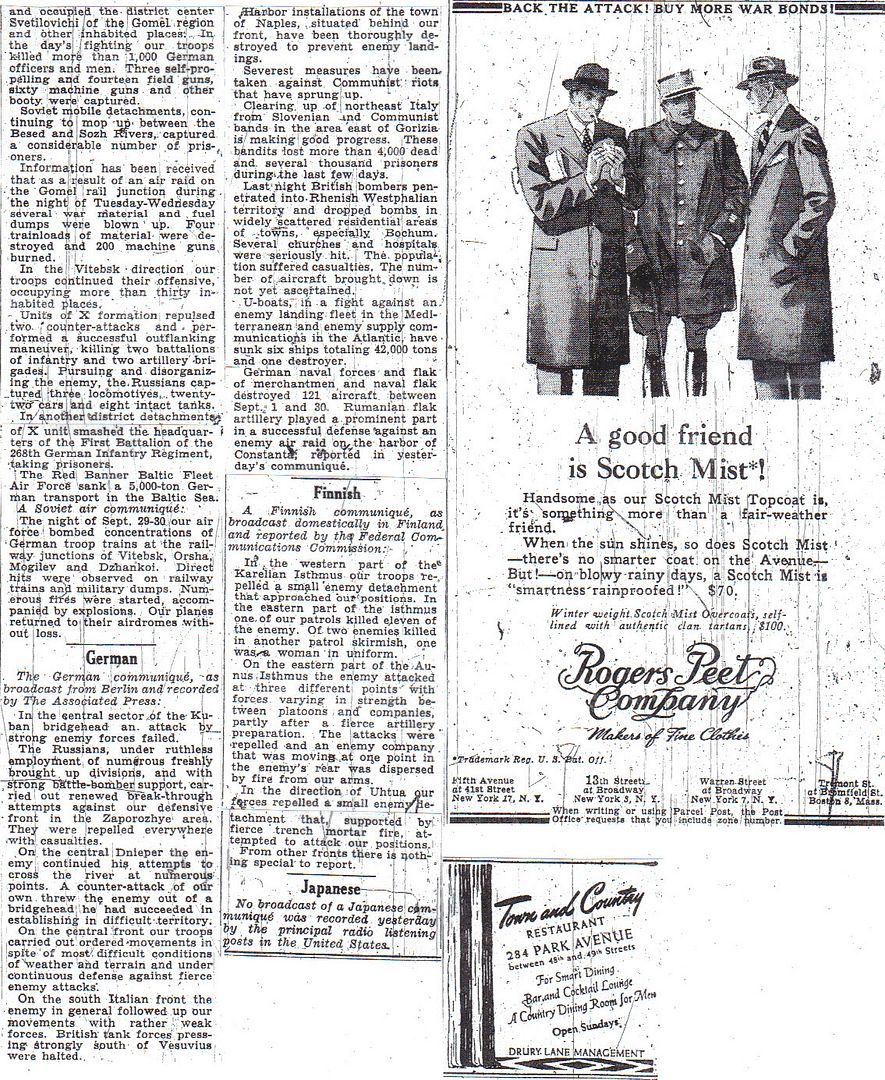 and occupied the district center
Svetilovichi of the Gomel region
and other inhabited places. In
the day's fighting our troops
killed more than 1,000 German
officers and men. Three self-pro-
pelling and fourteen field guns,
sixty machine guns and other
booty were captured.
Soviet mobile detachments, con-
tinuing to mop up between the
Besed and Sozh Rivers, captured
a considerable number of pris-
oners.
Information has been received
that as a result of an air raid on
the Gomel rail junction during
the night of Tuesday-Wednesday
several war material and fuel
dumps were blown up. Four
trainloads of material were de-
stroyed and 200 machine guns
burned.
In the Vitebsk direction our
troops continued their offensive,
occupying more than thirty in-
habited places.
Units of X formation repulsed
two counter-attacks and per-
formed a successful outflanking
maneuver, killing two battalions
of infantry and two artillery bri-
gades. Pursuing and disorganiz-
ing the enemy, the Russians cap-
tured three locomotives, twenty-
two cars and eight intact tanks.
In another district detachments
of X unit smashed the headquar-
ters of the First Battalion of the
268th German Infantry Regiment,
taking prisoners.
The Red Banner Baltic Fleet
Air Force sank a 5,000-ton Ger-
man transport in the Baltic Sea.
A Soviet air communiqué:
The night of Sept. 29-30 our air
force bombed concentrations of
German troop trains at the rail-
way junctions of Vitebsk, Orsha,
Mogilev and Dzhankoi. Direct
hits were observed on railway
trains and military dumps. Num-
erous fires were started, accom-
panied by explosions. Our planes
returned to their airdromes with-
out loss.
German
The German communiqué, as
broadcast from Berlin and recorded
by The Associated Press:
In the central sector of the Ku-
ban bridgehead an attack by
strong enemy forces failed.
The Russians, under ruthless
employment of numerous freshly
brought up divisions, and with
strong battle-bomber support, car-
ried out renewed break-through
attempts against our defensive
front in the Zaporozhye area.
They were repelled everywhere
with casualties.
On the central Dnieper the en-
emy continued his attempts to
cross the river at numerous
points. A counter-attack of our
own threw the enemy out of a
bridgehead he had succeeded in
establishing in difficult territory.
On the central front our troops
carried out ordered movements in
spite of most difficult conditions
of weather and terrain and under
continuous defense against fierce
enemy attacks.
On the south Italian front the
enemy in general followed up our
movements with rather weak
forces. British tank forces press-
ing strongly south of Vesuvius
were halted.
Harbor installations of the town
of Naples, situated behind our
front, have been thoroughly de-
stroyed to prevent enemy land-
ings.
Severest measures have been
taken against Communist riots
that have sprung up.
Clearing up of northeast Italy
from Slovenian and Communist
bands in the area east of Gorizia
is making good progress. These
bandits lost more than 4,000 dead
and several thousand prisoners
during the last few days.
Last night British bombers pen-
etrated into Rhenish Westphalian
territory and dropped bombs in
widely scattered residential areas
of towns, especially Bochum.
Several churches and hospitals
were seriously hit. The popula-
tion suffered casualties. The num-
ber of aircraft brought down is
not yet ascertained.
U-boats, in a fight against an
enemy landing fleet in the Medi-
terranean and enemy supply com-
munications in the Atlantic, have
sunk six ships totaling 42,000 tons
and one destroyer.
German naval forces and flak
of merchantmen and naval flak
destroyed 121 aircraft between
Sept. 1 and 30. Rumanian flak
artillery played a prominent part
in a successful defense against an
enemy air raid on the harbor of
Constanta, reported in yester-
day's communiqué.
Finnish
A Finnish communiqué, as
broadcast domestically in Finland
and reported by the Federal Com-
munications Commission:
In the western part of the
Karelian Isthmus our troops re-
pelled a small enemy detachment
that approached our positions. In
the eastern part of the isthmus
one of our patrols killed eleven of
the enemy. Of two enemies killed
in another patrol skirmish, one
was a woman in uniform.
On the eastern part of the Au-
nus Isthmus the enemy attacked
at three different points with
forces varying in strength be-
tween platoons and companies,
partly after a fierce artillery
preparation. The attacks were
repelled and an enemy company
that was moving at one point in
the enemy's rear was dispersed
by fire from our arms.
In the direction of Uhtua our
forces repelled a small enemy de-
tachment that, supported by
fierce trench mortar fire, at-
tempted to attack our positions.
From other fronts there is noth-
ing special to report.
Japanese
No broadcast of a Japanese com-
muniqué was recorded yesterday
by the principal radio listening
posts in the United States.
BACK THE ATTACK! BUY MORE WAR BONDS!
A good friend
is Scotch Mist*!
Handsome as our Scotch Mist Topcoat is,
it's something more than a fair-weather
friend.
When the sun shines, so does Scotch Mist
—there's no smarter coat on the Avenue—
But!—on blowy rainy days, a Scotch Mist is
"smartness rainproofed!" $70.
Winter weight Scotch Mist Overcoats, self-
lined with authentic clan tartans, $100.
Rogers Peet
Company
Makers of Fine Clothes
*Trademark Reg. U. S. Pat. Off.
Fifth Avenue
at 41st Street
New York 17, N. Y.
13th Street
at Broadway
New York 3, N. Y.
Warren Street
at Broadway
New York 7, N. Y.
Tremont St.
at Bromfield St.
Boston 8, Mass.
When writing or using Parcel Post, the Post
Office requests that you include zone number.
Town and Country
RESTAURANT
284 PARK AVENUE
between 48th and 49th Streets
For Smart Dining
Bar and Cocktail Lounge
A Country Dining Room for Men
Open Sundays
DRURY LANE MANAGEMENT